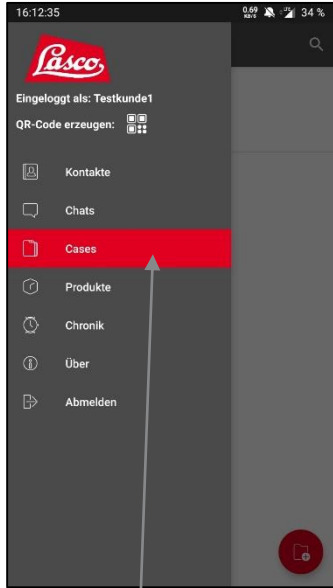 16:12:35 0.69 KB/S LTE 34 %
Lasco
Eingeloggt als: Testkunde1
QR-Code erzeugen:
Kontakte
Chats
Cases
Produkte
Chronik
Über
Abmelden